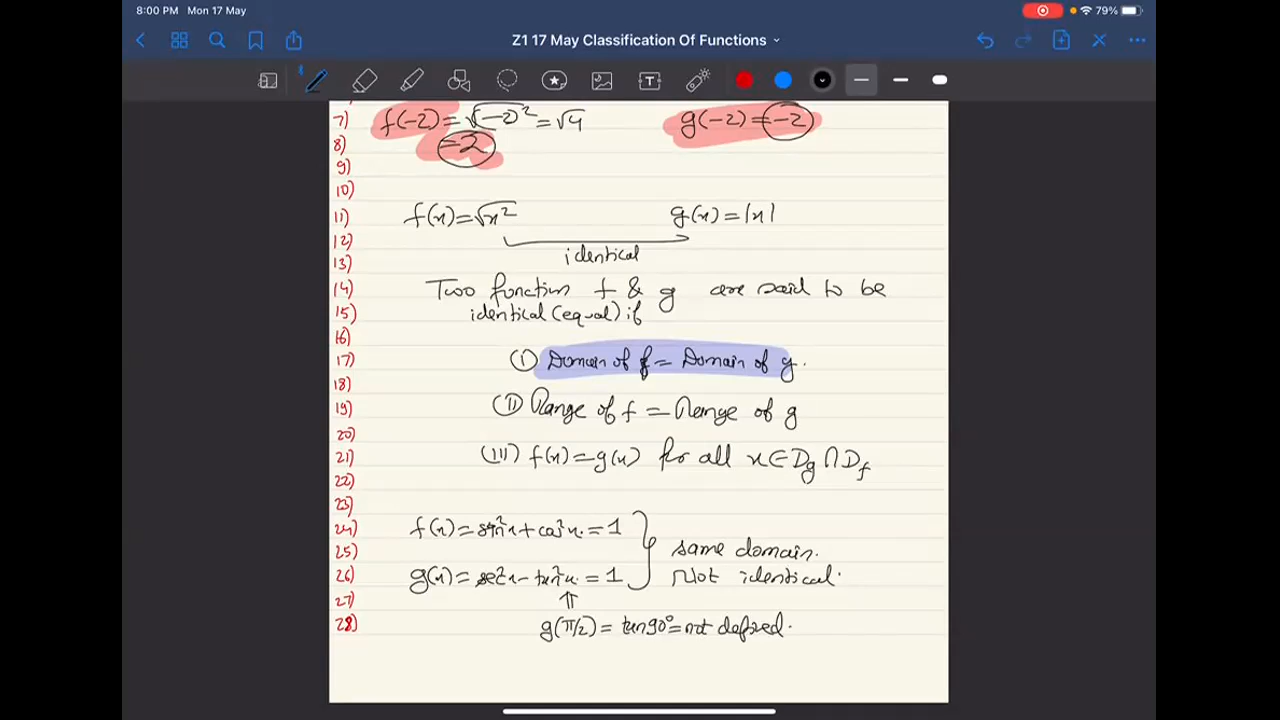 8:00 PM Mon 17 May
79%
Z1 17 May Classification Of Functions
7) f(-2) = √(-2)² = √4 g(-2) = -2
8) = 2
9)
10)
11) f(x) = √x² g(x) = |x|
12)
identical
13)
14) Two function f & g are said to be
15) identical (equal) if
16)
17) (I) Domain of f = Domain of g.
18)
19) (II) Range of f = Range of g
20)
21) (III) f(x) = g(x) for all x ∈ Dg ∩ Df
22)
23)
24) f(x) = sin²x + cos²x. = 1
25) same domain.
26) g(x) = sec²x - tan²x. = 1 Not identical.
27)
28) g(π/2) = tan90° = not defined.